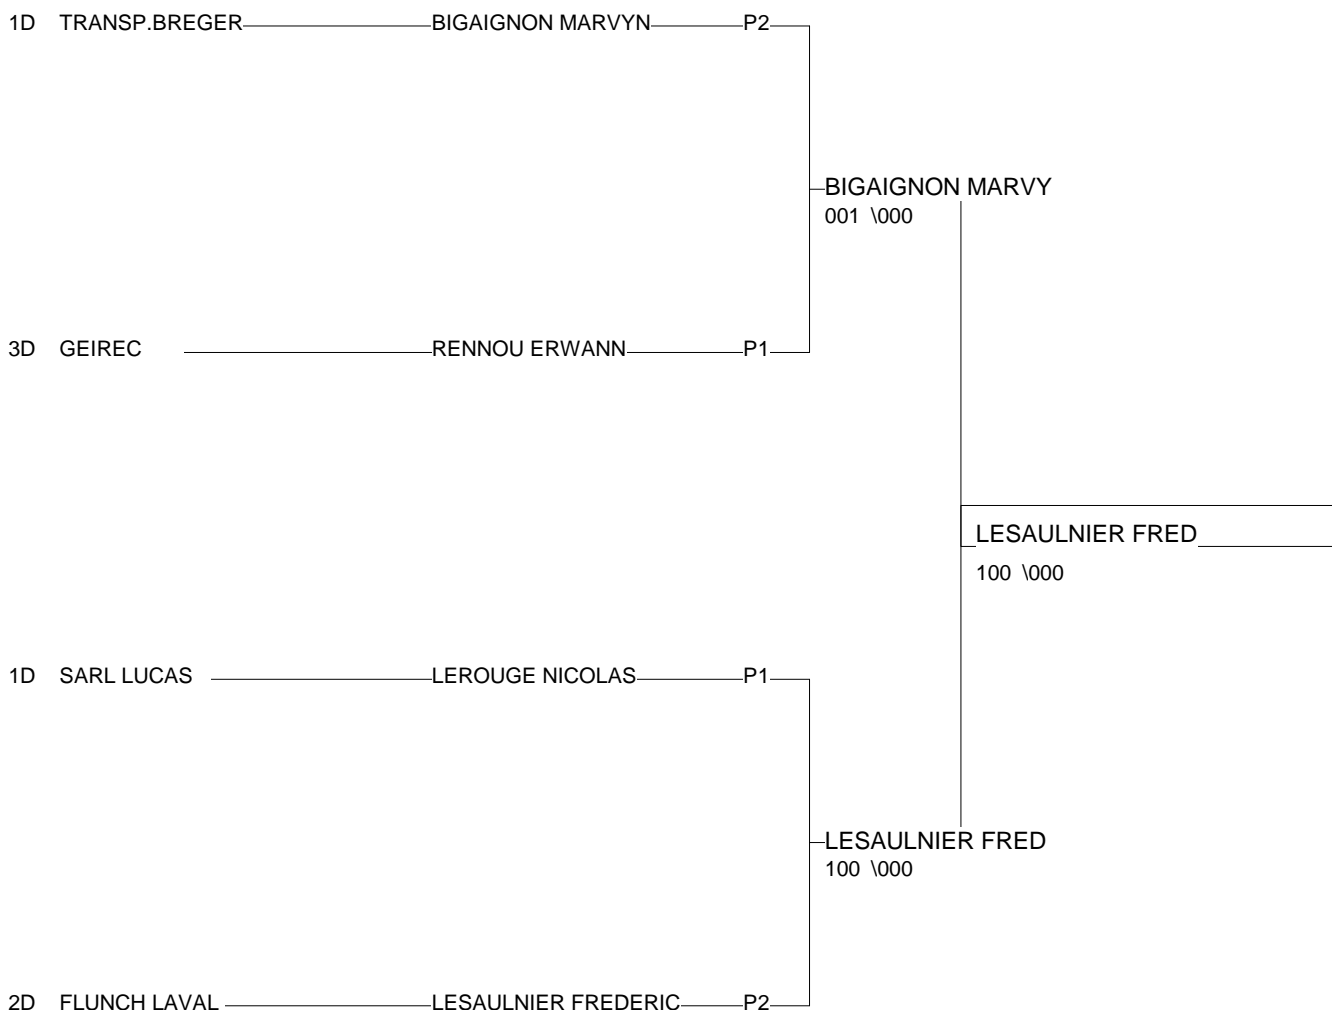 1D TRANSP.BREGER BIGAIGNON MARVYN P2
BIGAIGNON MARVY
001 \000
3D GEIREC RENNOU ERWANN P1
LESAULNIER FRED
100 \000
1D SARL LUCAS LEROUGE NICOLAS P1
LESAULNIER FRED
100 \000
2D FLUNCH LAVAL LESAULNIER FREDERIC P2